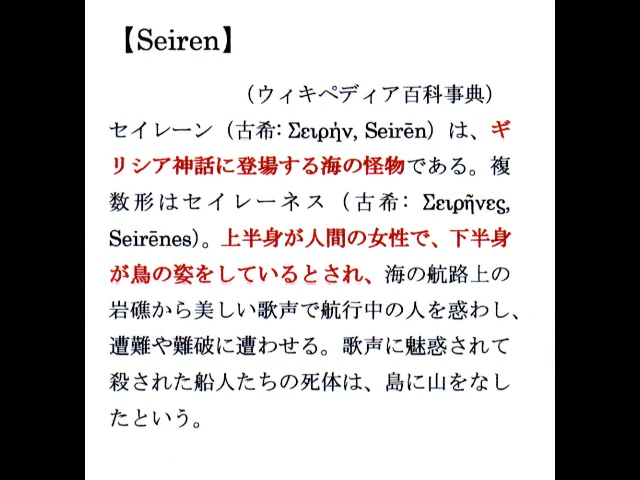 【Seiren】
（ウィキペディア百科事典）
セイレーン（古希: Σειρήν, Seirēn）は、ギ
リシア神話に登場する海の怪物である。複
数形はセイレーネス（古希: Σειρῆνες,
Seirēnes)。上半身が人間の女性で、下半身
が鳥の姿をしているとされ、海の航路上の
岩礁から美しい歌声で航行中の人を惑わし、
遭難や難破に遭わせる。歌声に魅惑されて
殺された船人たちの死体は、島に山をなし
たという。